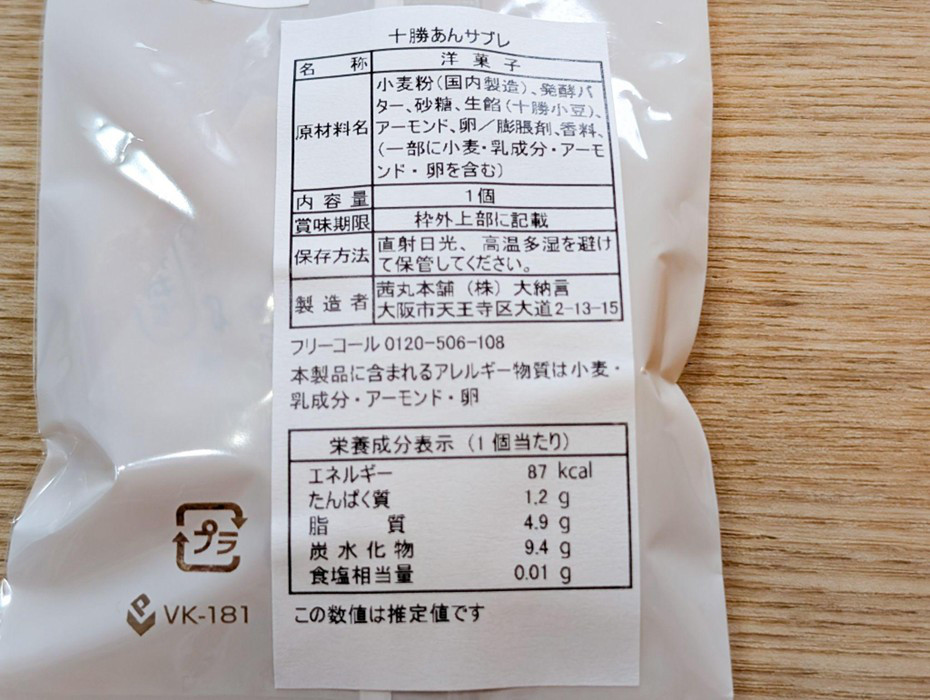 十勝あんサブレ
名称 洋菓子
原材料名 小麦粉(国内製造)、発酵バ
ター、砂糖、生餡(十勝小豆)、
アーモンド、卵/膨脹剤、香料、
(一部に小麦・乳成分・アーモ
ンド・卵を含む)
内容量 1個
賞味期限 枠外上部に記載
保存方法 直射日光、高温多湿を避け
て保管してください。
製造者 茜丸本舗(株)大納言
大阪市天王寺区大道2-13-15
フリーコール 0120-506-108
本製品に含まれるアレルギー物質は小麦・
乳成分・アーモンド・卵
栄養成分表示(1個当たり)
エネルギー 87 kcal
たんぱく質 1.2 g
脂質 4.9 g
炭水化物 9.4 g
食塩相当量 0.01 g
この数値は推定値です
プラ
VK-181